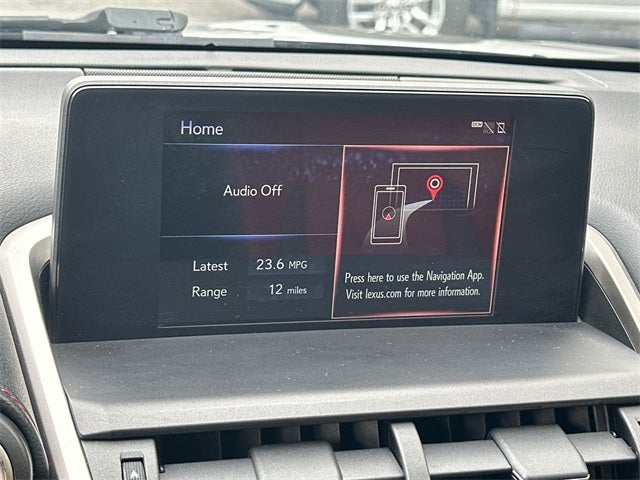 Home
Audio Off
Latest 23.6 MPG
Range 12 miles
Press here to use the Navigation App.
Visit lexus.com for more information.